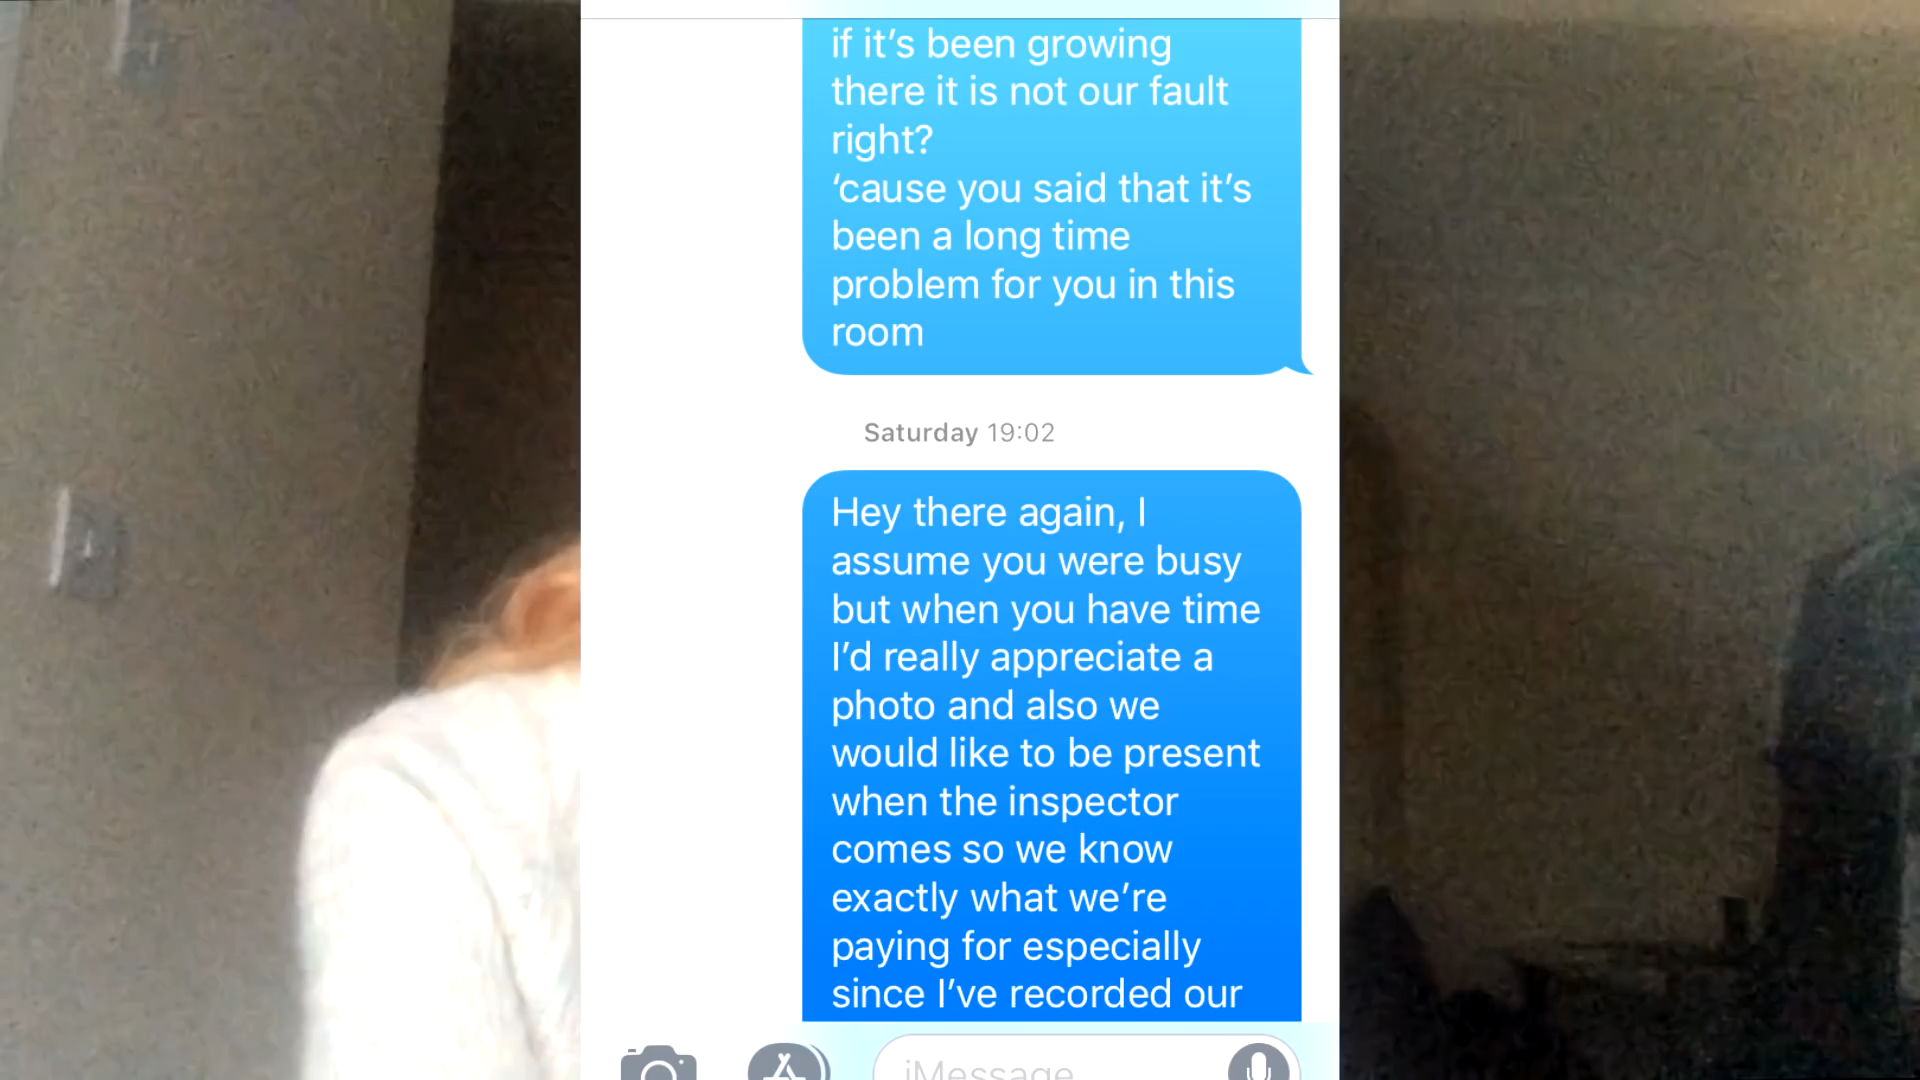 if it’s been growing
there it is not our fault
right?
‘cause you said that it’s
been a long time
problem for you in this
room
Saturday 19:02
Hey there again, I
assume you were busy
but when you have time
I’d really appreciate a
photo and also we
would like to be present
when the inspector
comes so we know
exactly what we’re
paying for especially
since I’ve recorded our
iMessage